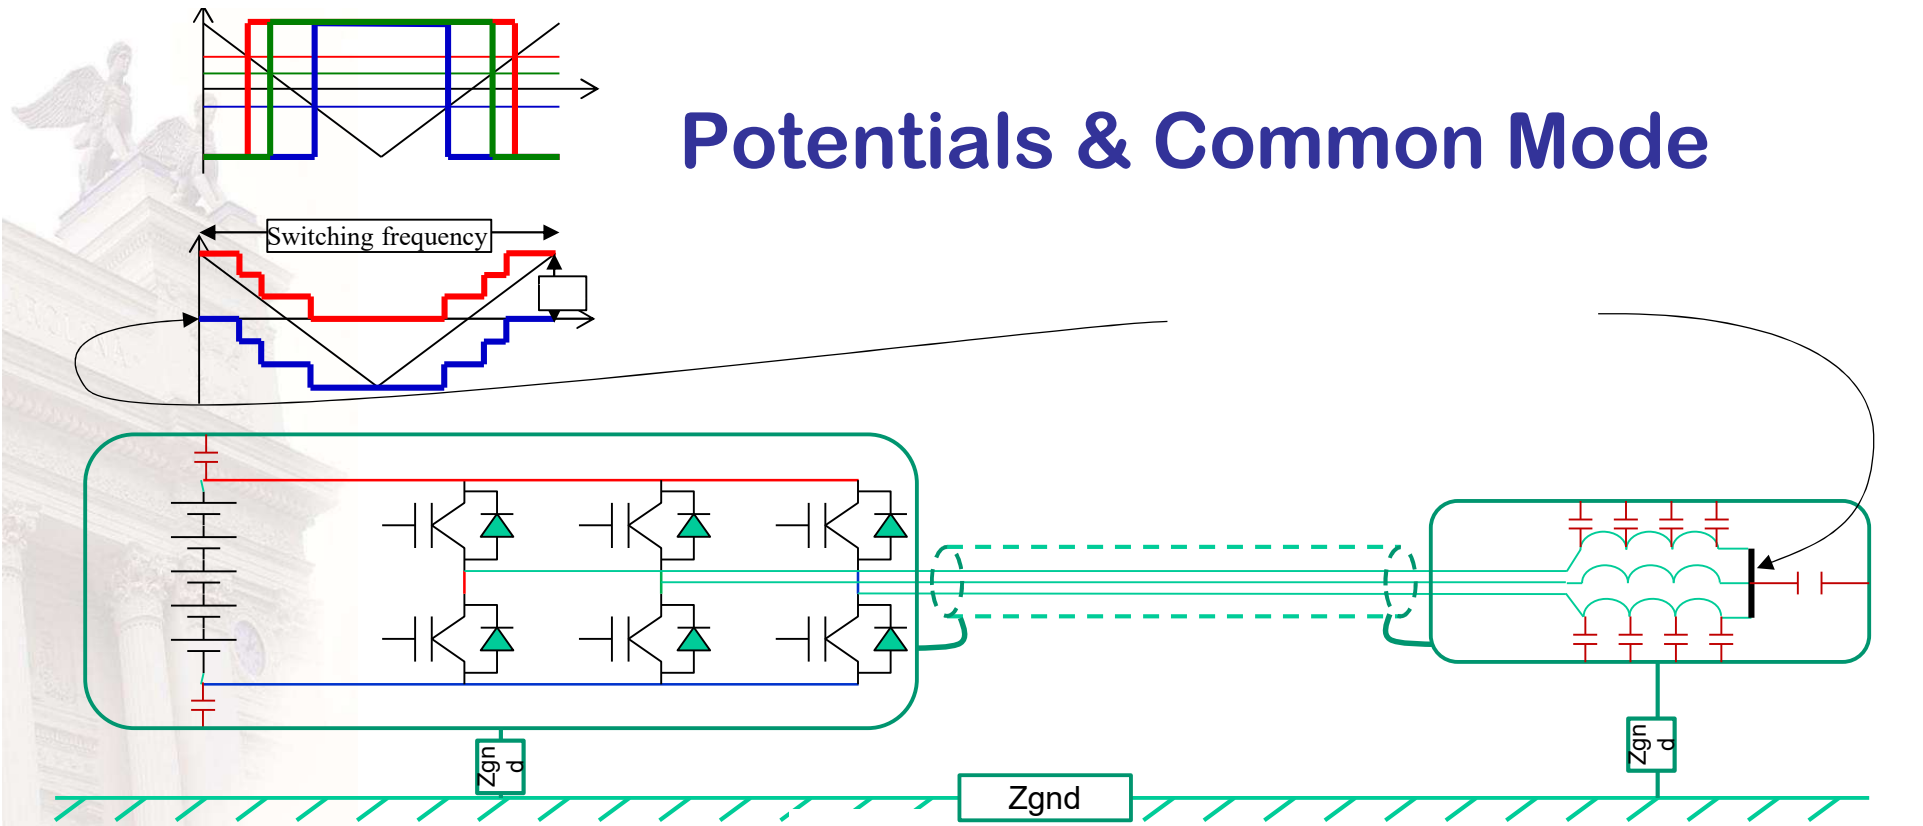 Potentials & Common Mode
Switching frequency
Zgn
d
Zgn
d
Zgnd